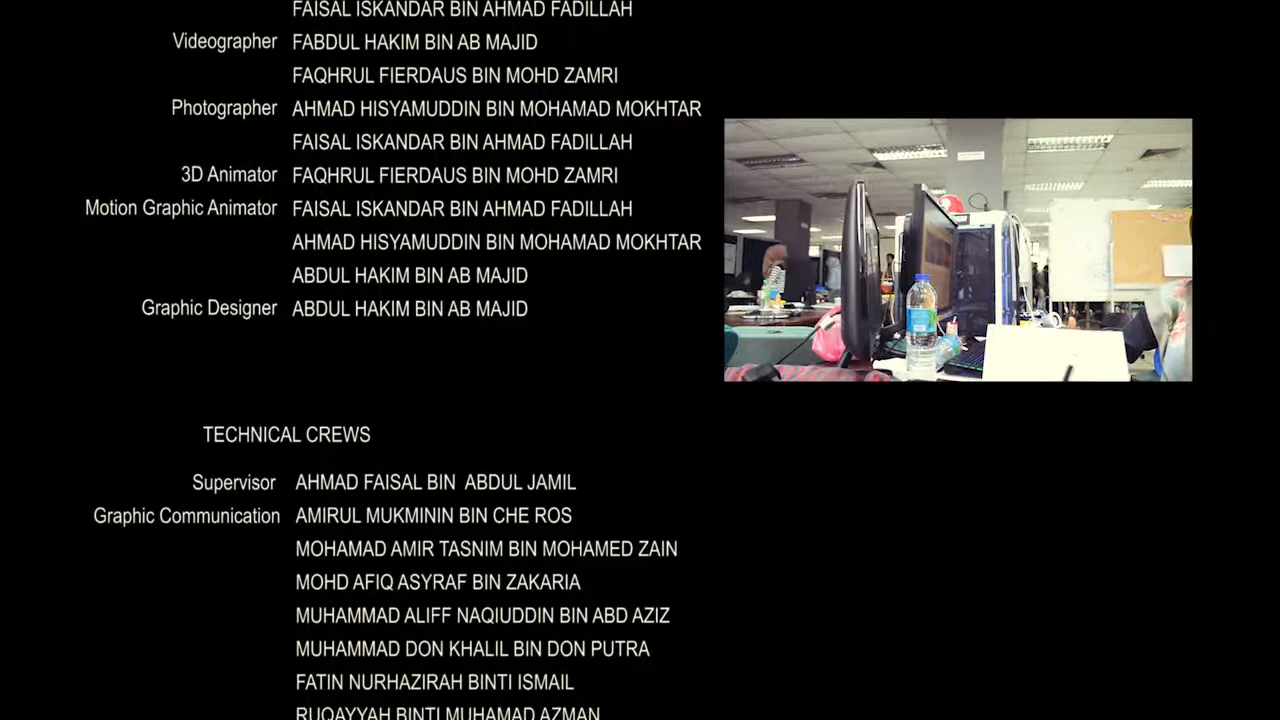 FAISAL ISKANDAR BIN AHMAD FADILLAH
Videographer FABDUL HAKIM BIN AB MAJID
FAQHRUL FIERDAUS BIN MOHD ZAMRI
Photographer AHMAD HISYAMUDDIN BIN MOHAMAD MOKHTAR
FAISAL ISKANDAR BIN AHMAD FADILLAH
3D Animator FAQHRUL FIERDAUS BIN MOHD ZAMRI
Motion Graphic Animator FAISAL ISKANDAR BIN AHMAD FADILLAH
AHMAD HISYAMUDDIN BIN MOHAMAD MOKHTAR
ABDUL HAKIM BIN AB MAJID
Graphic Designer ABDUL HAKIM BIN AB MAJID
TECHNICAL CREWS
Supervisor AHMAD FAISAL BIN ABDUL JAMIL
Graphic Communication AMIRUL MUKMININ BIN CHE ROS
MOHAMAD AMIR TASNIM BIN MOHAMED ZAIN
MOHD AFIQ ASYRAF BIN ZAKARIA
MUHAMMAD ALIFF NAQIUDDIN BIN ABD AZIZ
MUHAMMAD DON KHALIL BIN DON PUTRA
FATIN NURHAZIRAH BINTI ISMAIL
RUQAYYAH BINTI MUHAMAD AZMAN